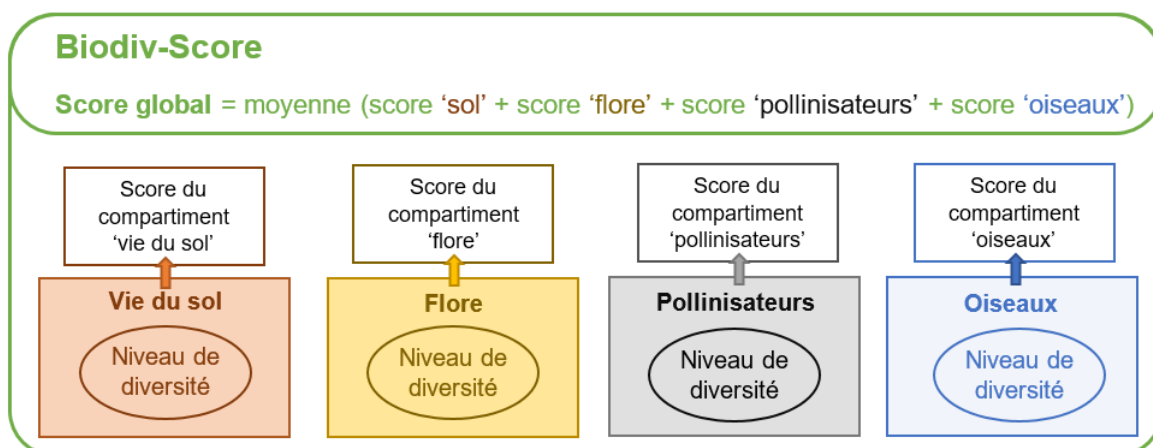 Biodiv-Score
Score global = moyenne (score ‘sol’ + score ‘flore’ + score ‘pollinisateurs’ + score ‘oiseaux’)
Score du
compartiment
‘vie du sol’
Score du
compartiment
‘flore’
Score du
compartiment
‘pollinisateurs’
Score du
compartiment
‘oiseaux’
Vie du sol
Niveau de
diversité
Flore
Niveau de
diversité
Pollinisateurs
Niveau de
diversité
Oiseaux
Niveau de
diversité